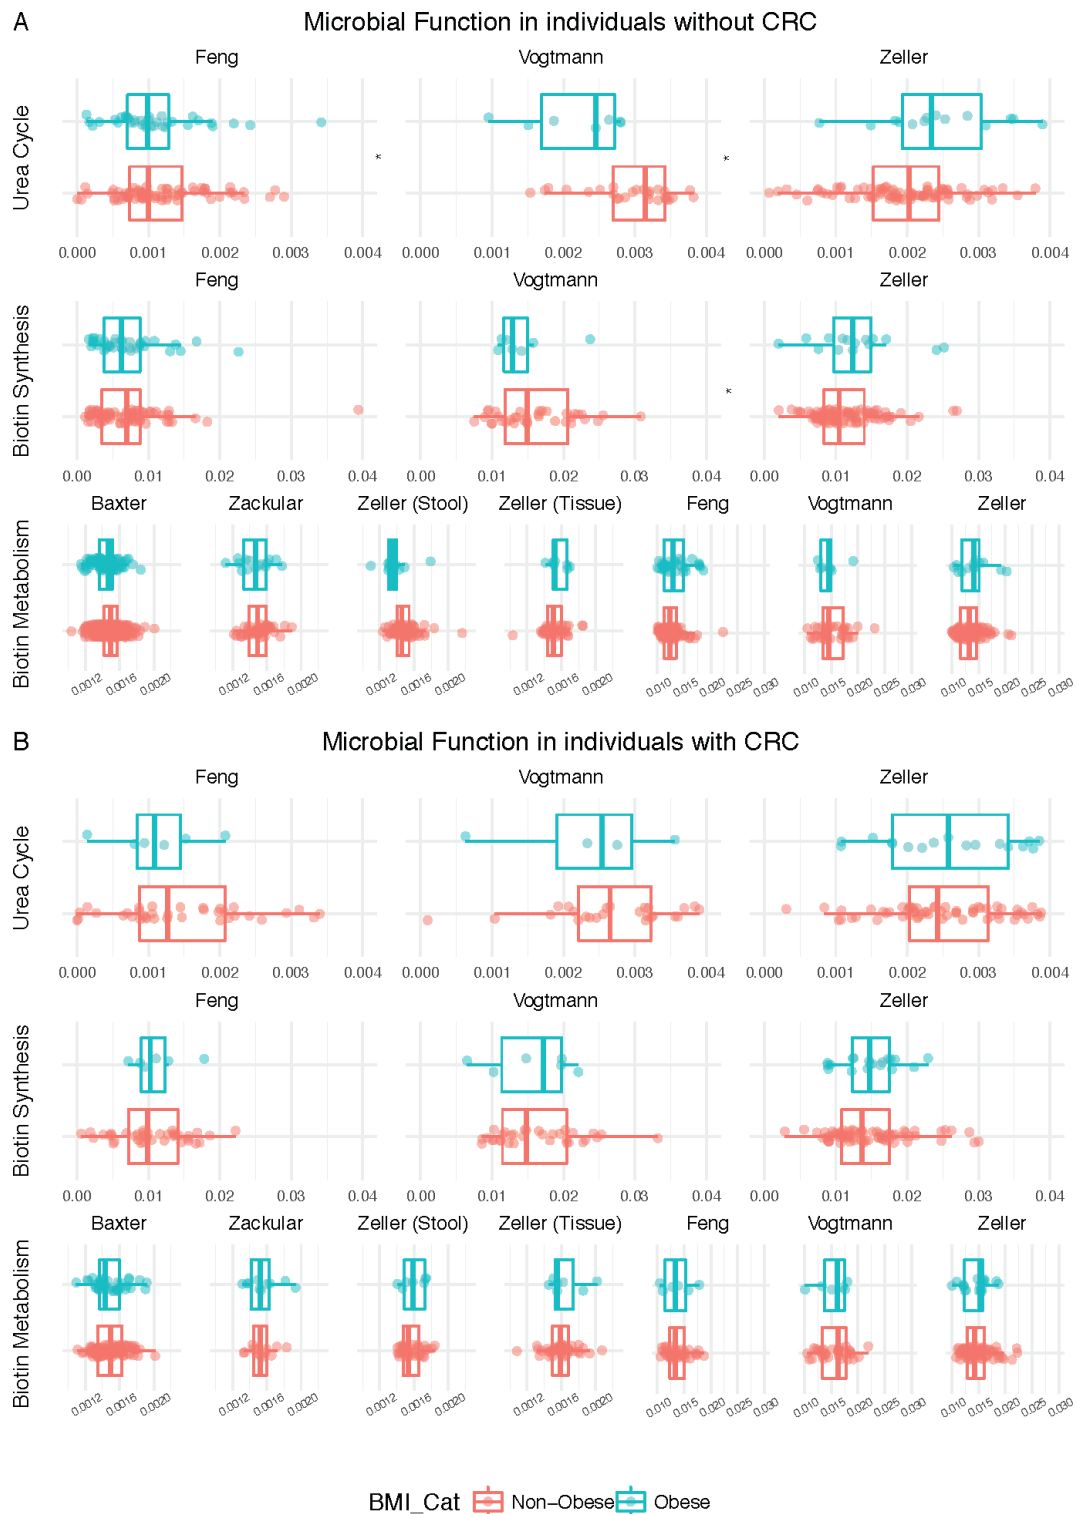 A Microbial Function in individuals without CRC
Feng Vogtmann Zeller
Urea Cycle
* *
0.000 0.001 0.002 0.003 0.004 0.000 0.001 0.002 0.003 0.004 0.000 0.001 0.002 0.003 0.004
Feng Vogtmann Zeller
Biotin Synthesis
*
0.00 0.01 0.02 0.03 0.04 0.00 0.01 0.02 0.03 0.04 0.00 0.01 0.02 0.03 0.04
Baxter Zackular Zeller (Stool) Zeller (Tissue) Feng Vogtmann Zeller
Biotin Metabolism
0.0012 0.0016 0.0020 0.0012 0.0016 0.0020 0.0012 0.0016 0.0020 0.0012 0.0016 0.0020 0.010 0.015 0.020 0.025 0.030 0.010 0.015 0.020 0.025 0.030 0.010 0.015 0.020 0.025 0.030
B Microbial Function in individuals with CRC
Feng Vogtmann Zeller
Urea Cycle
0.000 0.001 0.002 0.003 0.004 0.000 0.001 0.002 0.003 0.004 0.000 0.001 0.002 0.003 0.004
Feng Vogtmann Zeller
Biotin Synthesis
0.00 0.01 0.02 0.03 0.04 0.00 0.01 0.02 0.03 0.04 0.00 0.01 0.02 0.03 0.04
Baxter Zackular Zeller (Stool) Zeller (Tissue) Feng Vogtmann Zeller
Biotin Metabolism
0.0012 0.0016 0.0020 0.0012 0.0016 0.0020 0.0012 0.0016 0.0020 0.0012 0.0016 0.0020 0.010 0.015 0.020 0.025 0.030 0.010 0.015 0.020 0.025 0.030 0.010 0.015 0.020 0.025 0.030
BMI_Cat Non-Obese Obese